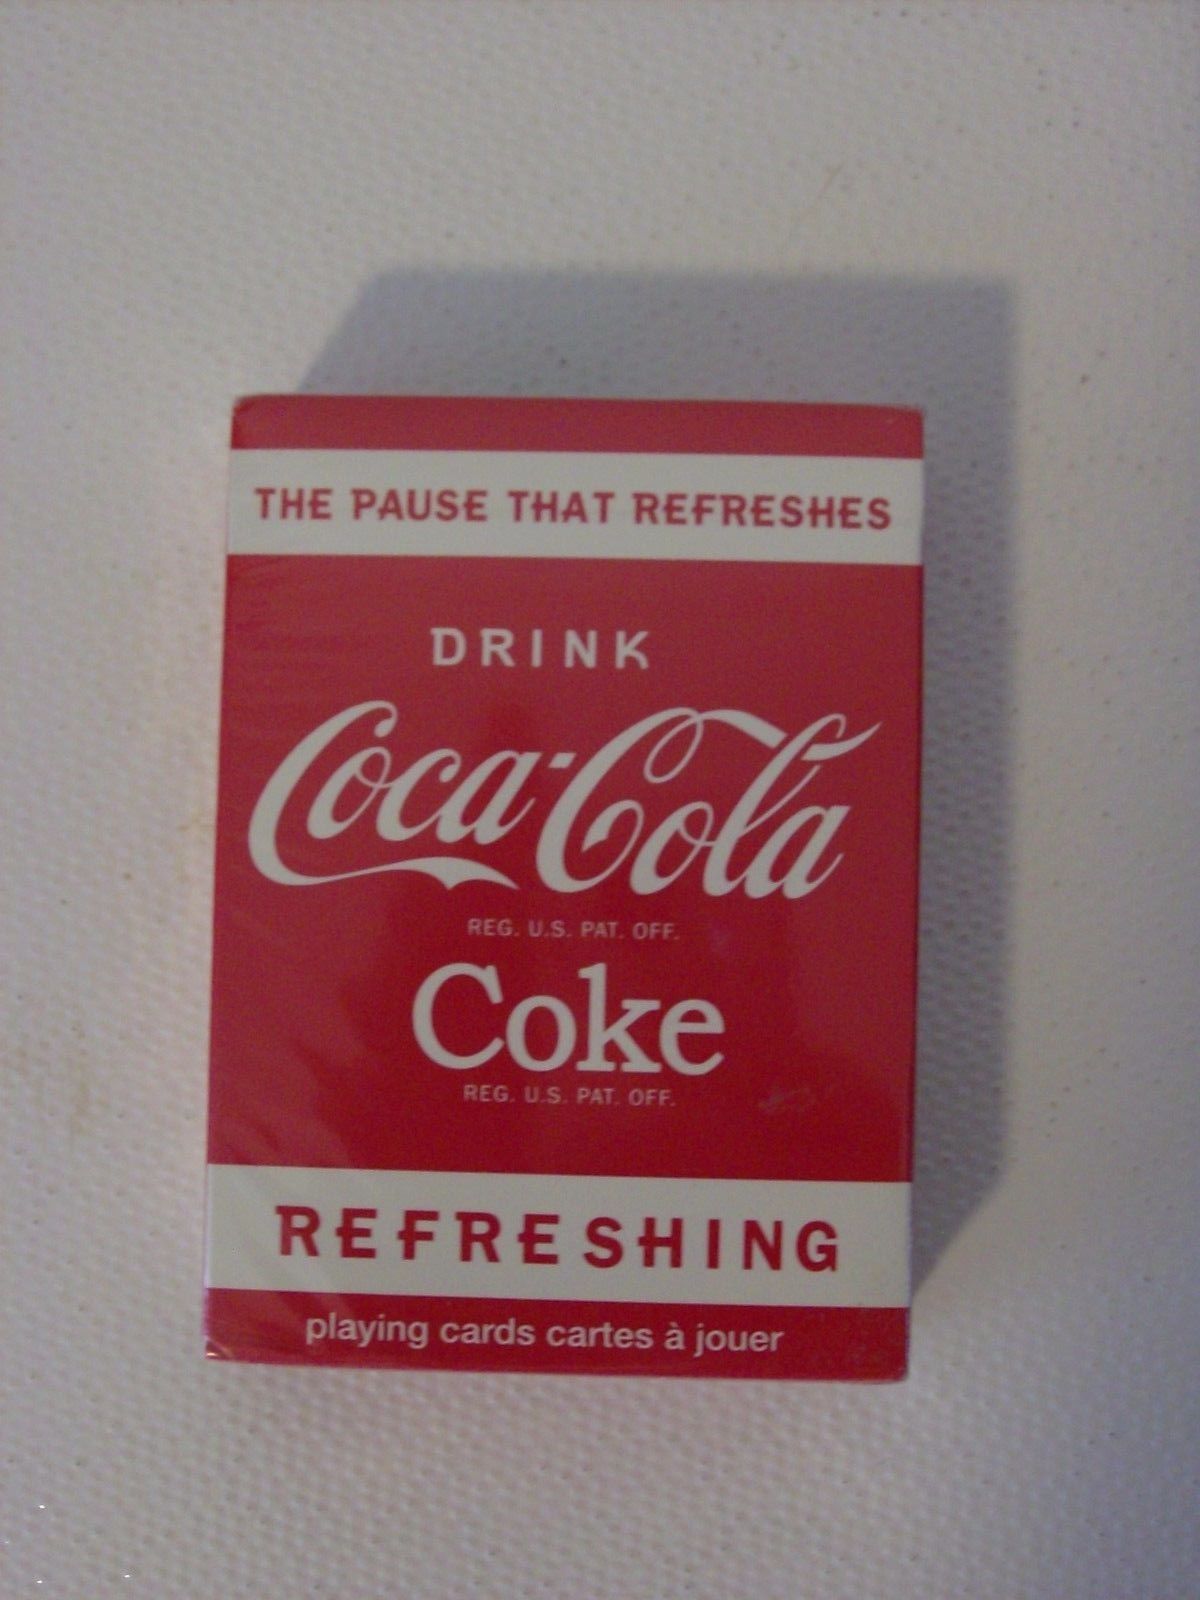 THE PAUSE THAT REFRESHES
DRINK
Coca-Cola
REG. U.S. PAT. OFF.
Coke
REG. U.S. PAT. OFF.
REFRESHING
playing cards cartes à jouer